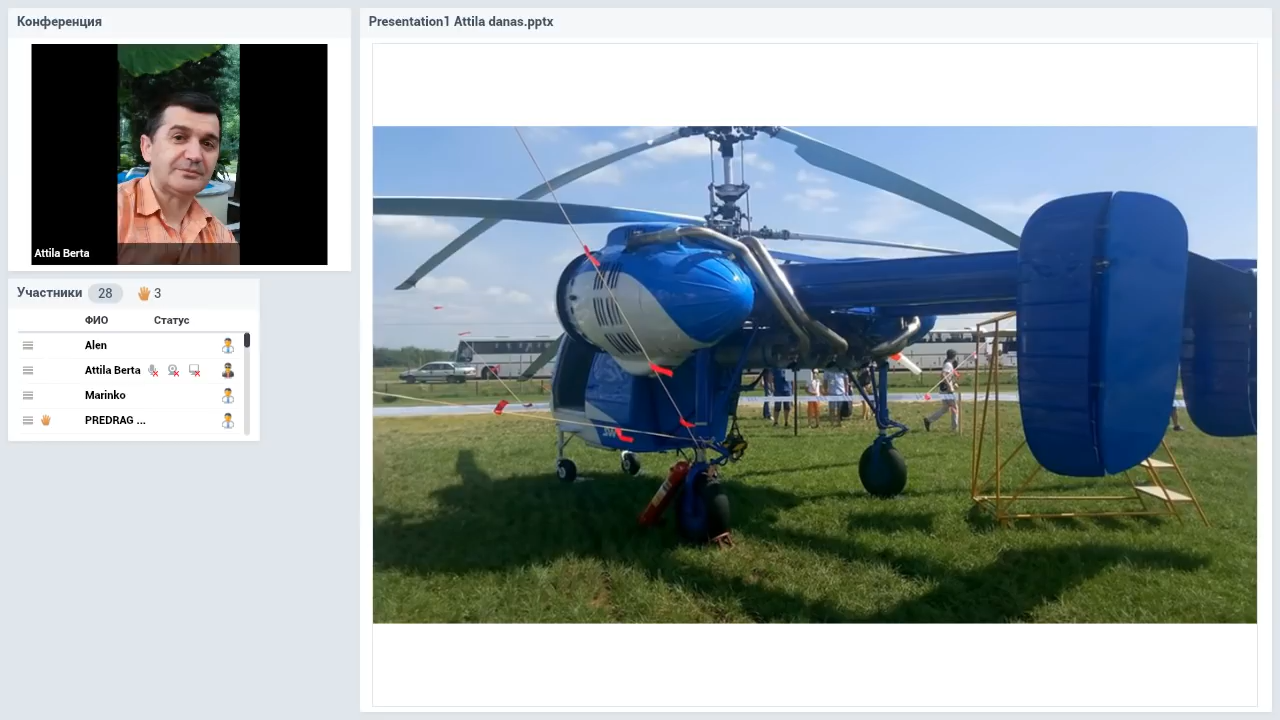 Конференция
Attila Berta
Участники 28 3
ФИО Статус
Alen
Attila Berta
Marinko
PREDRAG ...
Presentation1 Attila danas.pptx